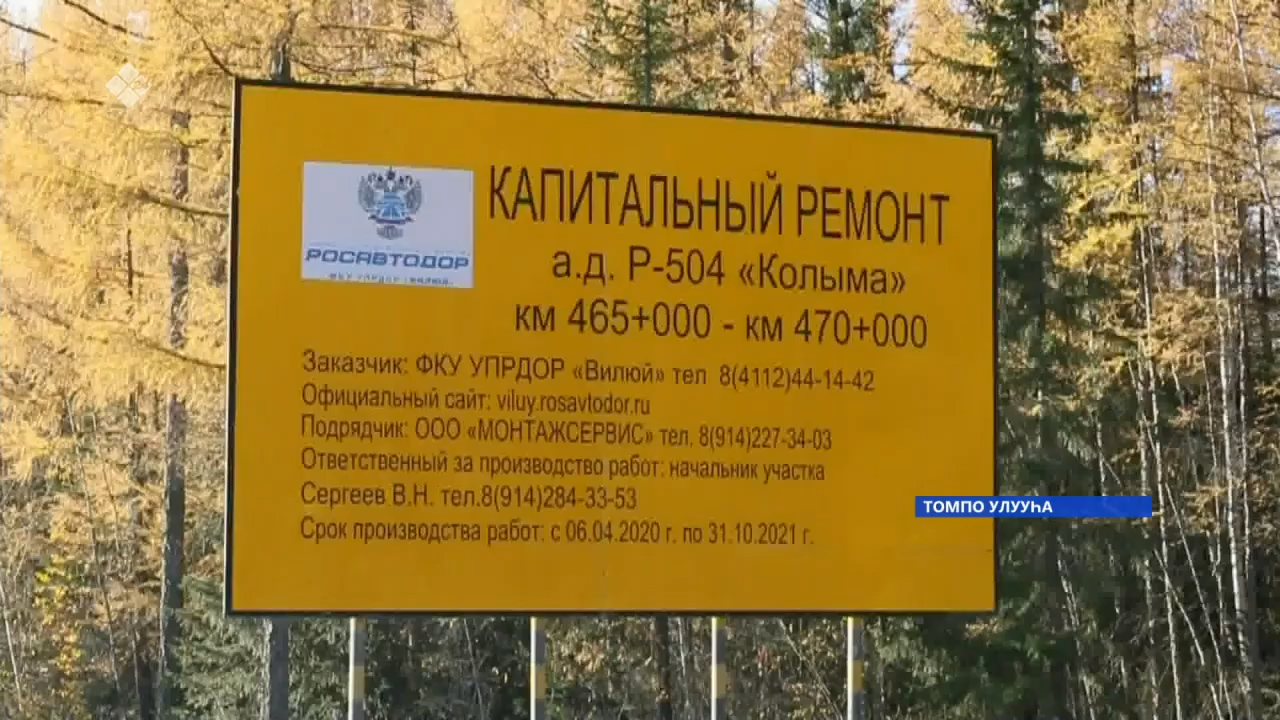 КАПИТАЛЬНЫЙ РЕМОНТ
а.д. Р-504 «Колыма»
км 465+000 - км 470+000
РОСАВТОДОР
ФКУ УПРДОР «ВИЛЮЙ»
Заказчик: ФКУ УПРДОР «Вилюй» тел 8(4112)44-14-42
Официальный сайт: viluy.rosavtodor.ru
Подрядчик: ООО «МОНТАЖСЕРВИС» тел. 8(914)227-34-03
Ответственный за производство работ: начальник участка
Сергеев В.Н. тел.8(914)284-33-53
Срок производства работ: с 06.04.2020 г. по 31.10.2021 г.
ТОМПО УЛУУҺА